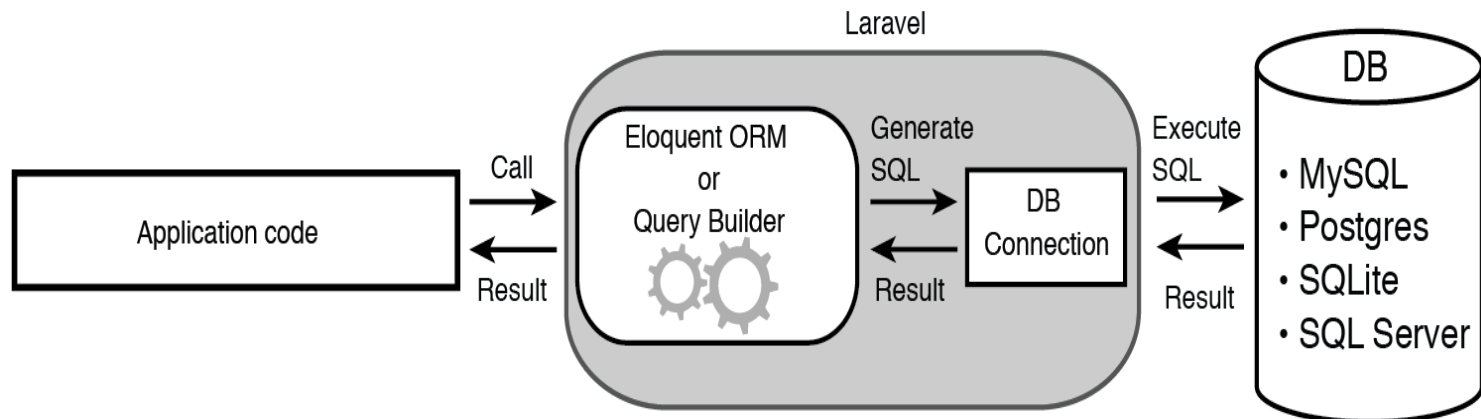 Laravel
Application code
Call
Result
Eloquent ORM
or
Query Builder
Generate
SQL
Result
DB
Connection
Execute
SQL
Result
DB
• MySQL
• Postgres
• SQLite
• SQL Server